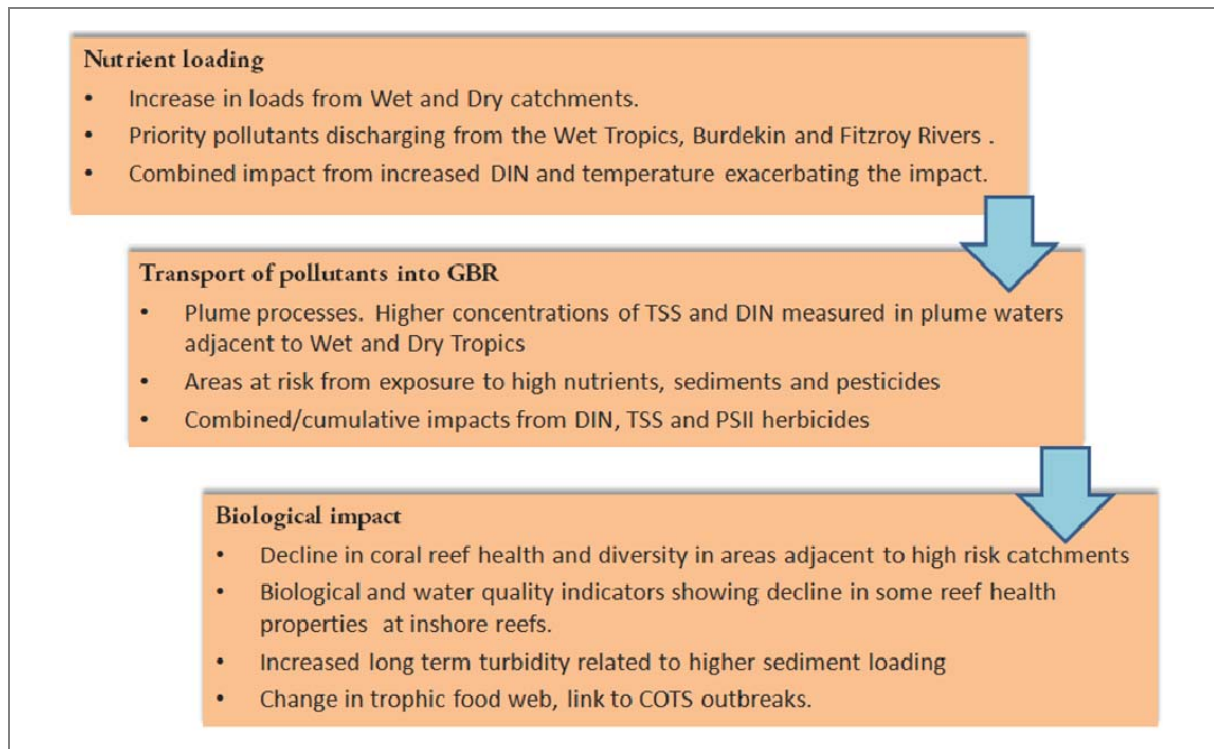 Nutrient loading
• Increase in loads from Wet and Dry catchments.
• Priority pollutants discharging from the Wet Tropics, Burdekin and Fitzroy Rivers .
• Combined impact from increased DIN and temperature exacerbating the impact.
Transport of pollutants into GBR
• Plume processes. Higher concentrations of TSS and DIN measured in plume waters
adjacent to Wet and Dry Tropics
• Areas at risk from exposure to high nutrients, sediments and pesticides
• Combined/cumulative impacts from DIN, TSS and PSII herbicides
Biological impact
• Decline in coral reef health and diversity in areas adjacent to high risk catchments
• Biological and water quality indicators showing decline in some reef health
properties at inshore reefs.
• Increased long term turbidity related to higher sediment loading
• Change in trophic food web, link to COTS outbreaks.